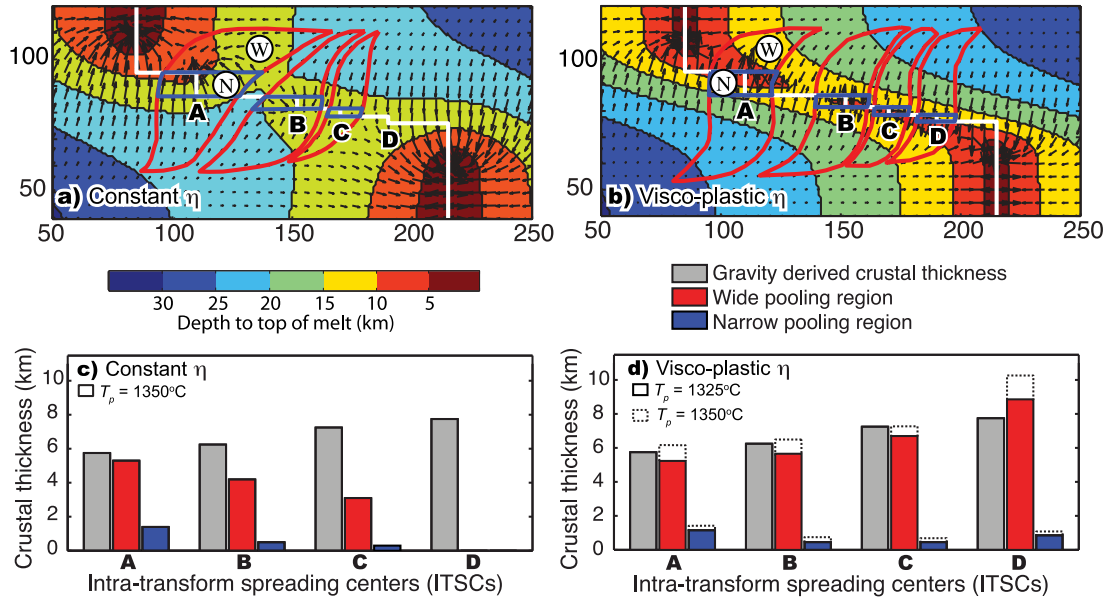 100
50
W
N
A
B
C
D
a) Constant η
50
100
150
200
250
100
50
W
N
A
B
C
D
b) Visco-plastic η
50
100
150
200
250
30
25
20
15
10
5
Depth to top of melt (km)
Gravity derived crustal thickness
Wide pooling region
Narrow pooling region
c) Constant η
Tp = 1350°C
Crustal thickness (km)
10
8
6
4
2
0
A
B
C
D
Intra-transform spreading centers (ITSCs)
d) Visco-plastic η
Tp = 1325°C
Tp = 1350°C
Crustal thickness (km)
10
8
6
4
2
0
A
B
C
D
Intra-transform spreading centers (ITSCs)